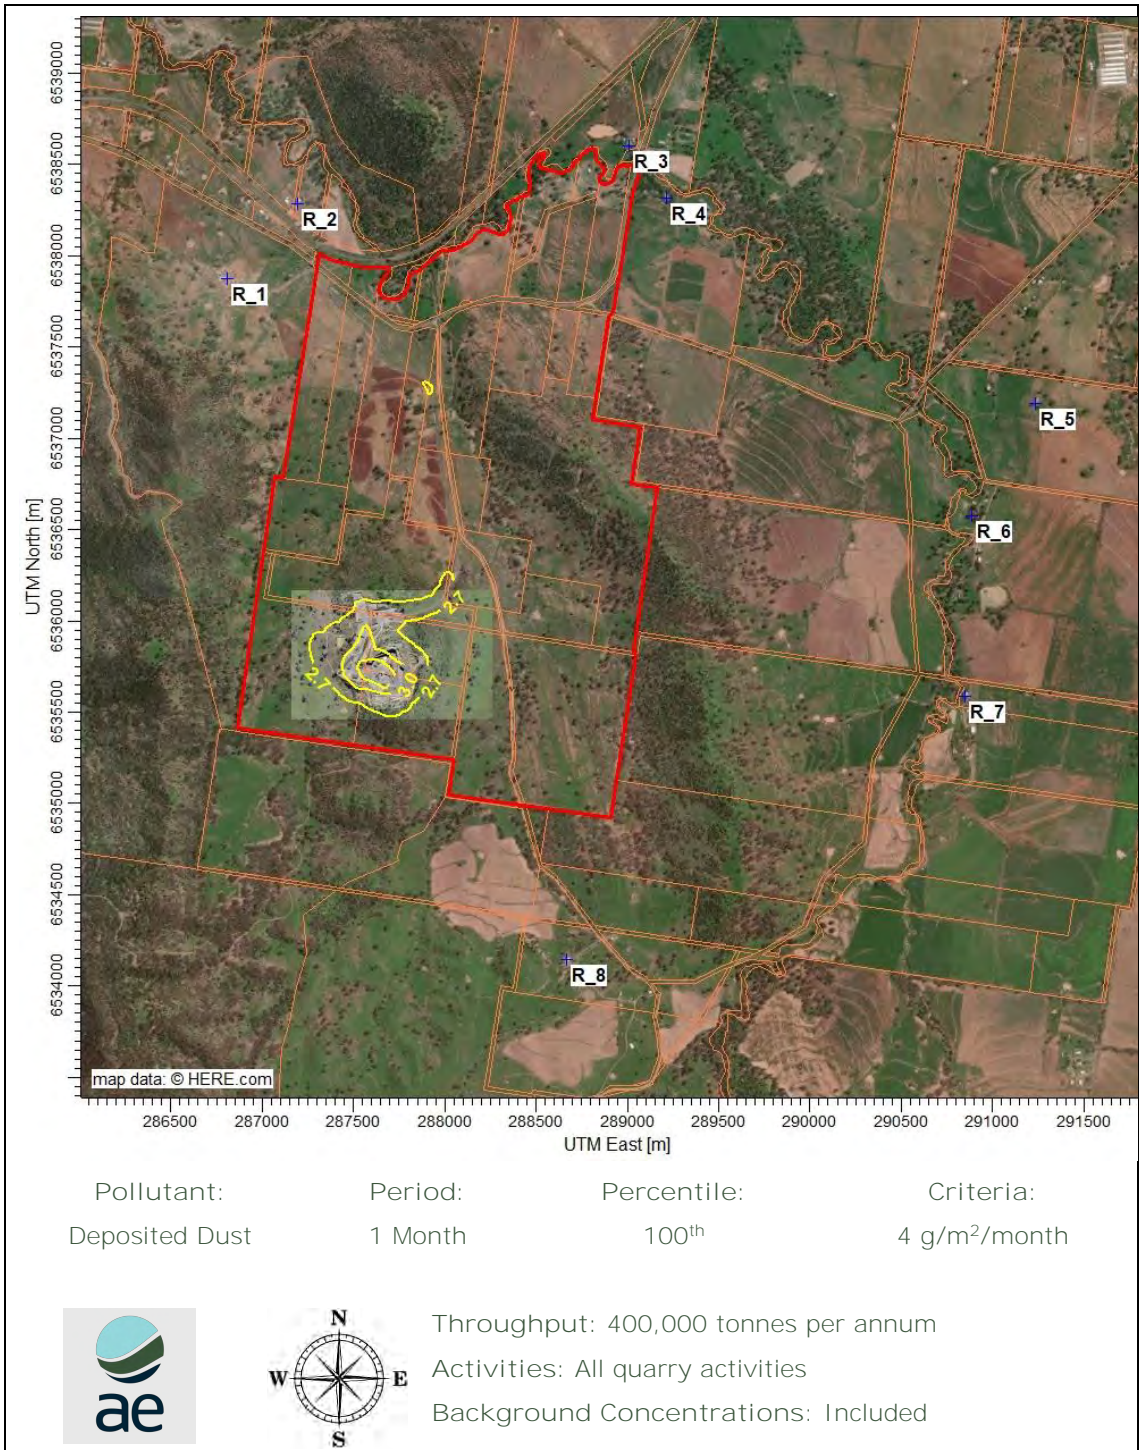 UTM North [m]
6539000
6538500
6538000
6537500
6537000
6536500
6536000
6535500
6535000
6534500
6534000
R_3
R_4
R_2
R_1
R_5
R_6
R_7
R_8
2.7
2.7
3.0
2.7
map data: © HERE.com
286500 287000 287500 288000 288500 289000 289500 290000 290500 291000 291500
UTM East [m]
Pollutant: Period: Percentile: Criteria:
Deposited Dust 1 Month 100th 4 g/m²/month
N
W E
S
ae
Throughput: 400,000 tonnes per annum
Activities: All quarry activities
Background Concentrations: Included